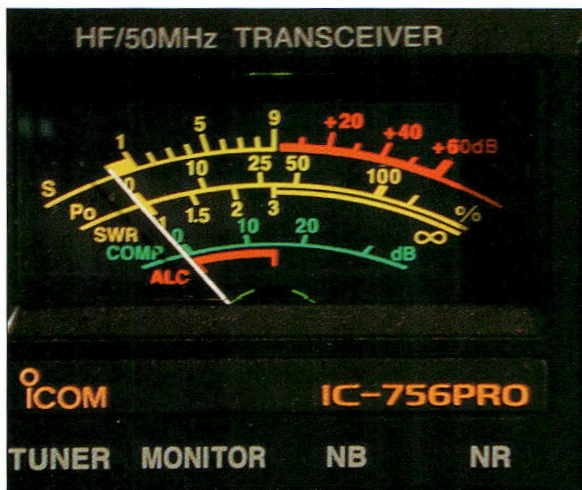 HF/50MHz TRANSCEIVER
1 5 9 +20 +40 +60dB
S 0 10 25 50 100
Po 1 1.5 2 3 ∞ %
SWR
COMP 0 10 20 dB
ALC
ICOM IC-756PRO
TUNER MONITOR NB NR